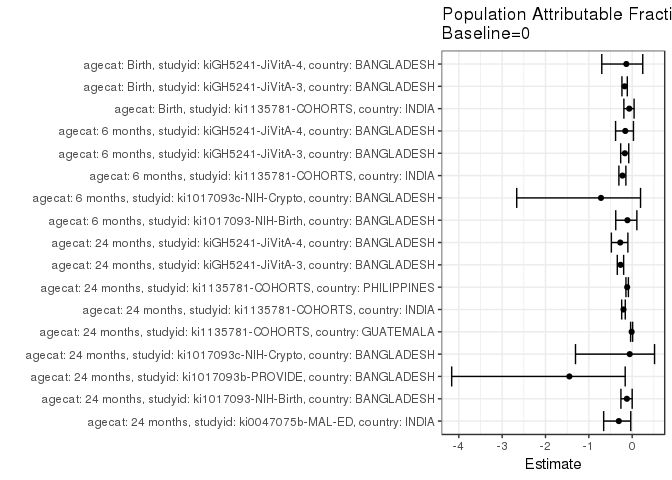 Population Attributable Fracti
Baseline=0
agecat: Birth, studyid: kiGH5241-JiVitA-4, country: BANGLADESH
agecat: Birth, studyid: kiGH5241-JiVitA-3, country: BANGLADESH
agecat: Birth, studyid: ki1135781-COHORTS, country: INDIA
agecat: 6 months, studyid: kiGH5241-JiVitA-4, country: BANGLADESH
agecat: 6 months, studyid: kiGH5241-JiVitA-3, country: BANGLADESH
agecat: 6 months, studyid: ki1135781-COHORTS, country: INDIA
agecat: 6 months, studyid: ki1017093c-NIH-Crypto, country: BANGLADESH
agecat: 6 months, studyid: ki1017093-NIH-Birth, country: BANGLADESH
agecat: 24 months, studyid: kiGH5241-JiVitA-4, country: BANGLADESH
agecat: 24 months, studyid: kiGH5241-JiVitA-3, country: BANGLADESH
agecat: 24 months, studyid: ki1135781-COHORTS, country: PHILIPPINES
agecat: 24 months, studyid: ki1135781-COHORTS, country: INDIA
agecat: 24 months, studyid: ki1135781-COHORTS, country: GUATEMALA
agecat: 24 months, studyid: ki1017093c-NIH-Crypto, country: BANGLADESH
agecat: 24 months, studyid: ki1017093b-PROVIDE, country: BANGLADESH
agecat: 24 months, studyid: ki1017093-NIH-Birth, country: BANGLADESH
agecat: 24 months, studyid: ki0047075b-MAL-ED, country: INDIA
-4 -3 -2 -1 0
Estimate